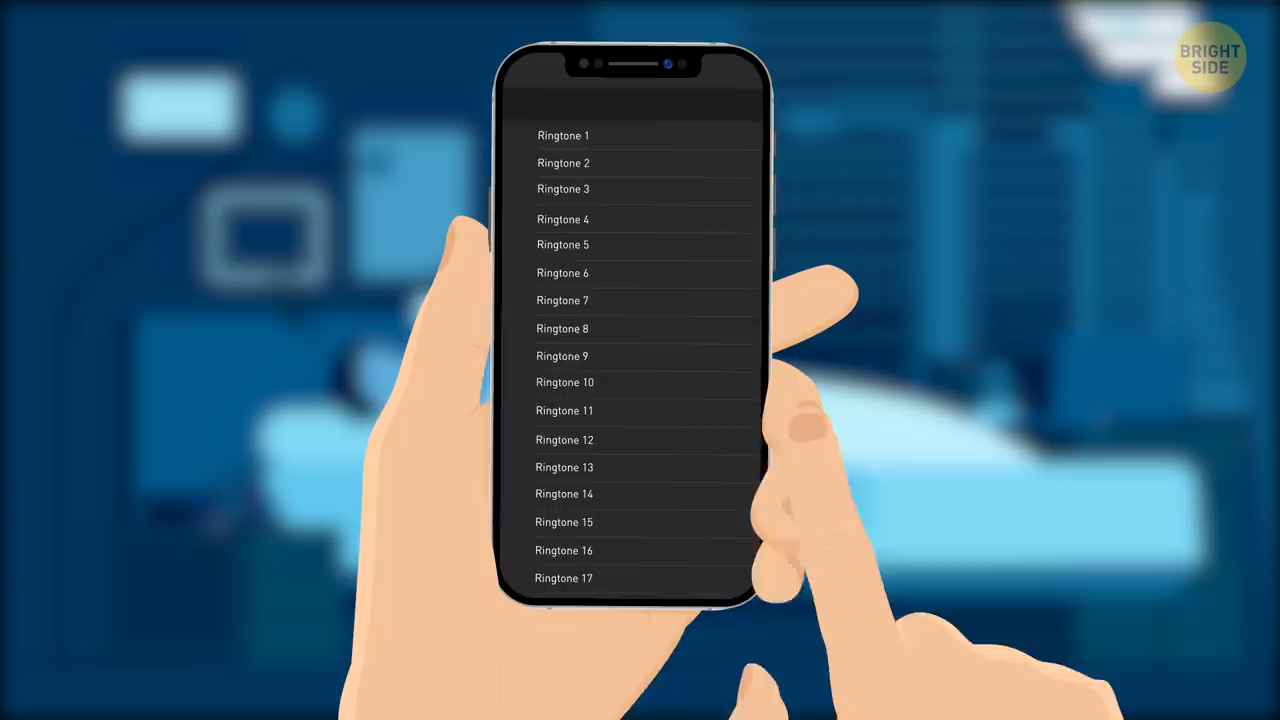 BRIGHT
SIDE
Ringtone 1
Ringtone 2
Ringtone 3
Ringtone 4
Ringtone 5
Ringtone 6
Ringtone 7
Ringtone 8
Ringtone 9
Ringtone 10
Ringtone 11
Ringtone 12
Ringtone 13
Ringtone 14
Ringtone 15
Ringtone 16
Ringtone 17